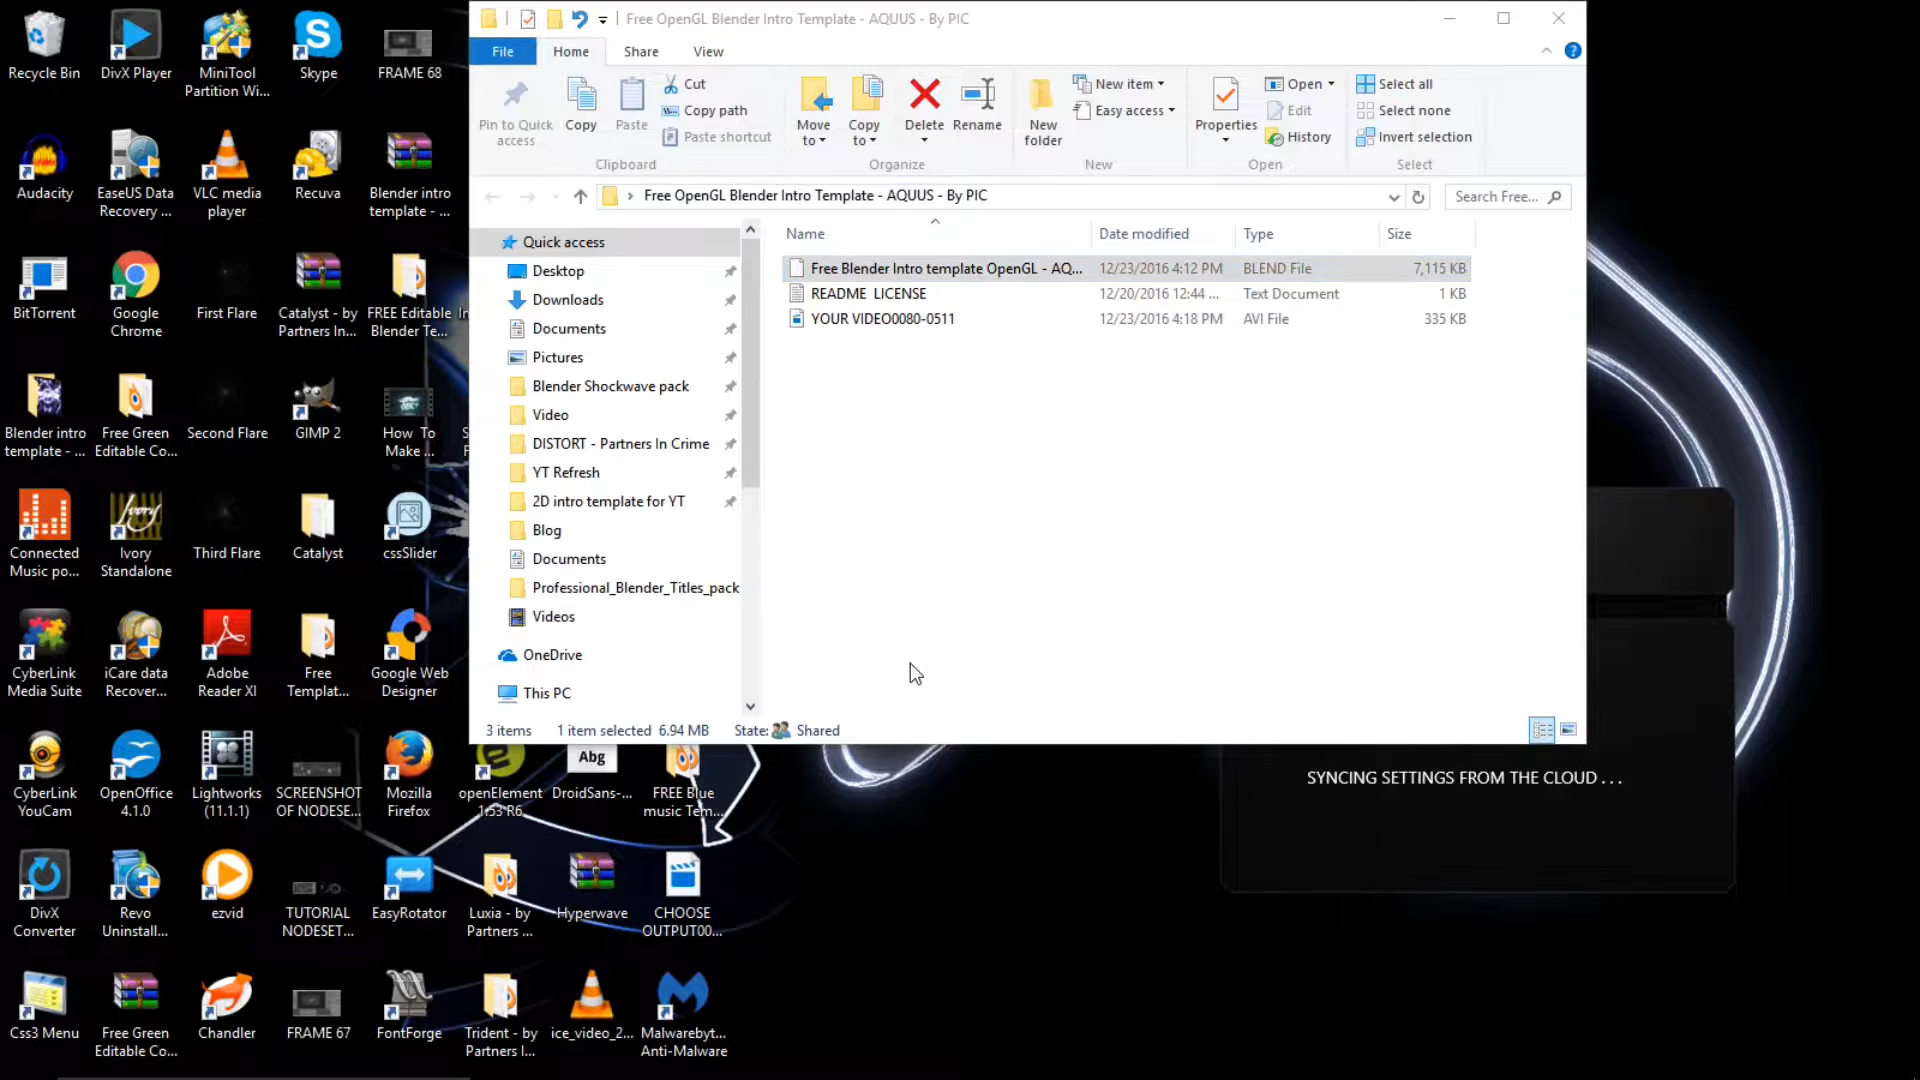 Free OpenGL Blender Intro Template - AQUUS - By PIC
File Home Share View
Pin to Quick access
Copy
Paste
Cut
Copy path
Paste shortcut
Clipboard
Move to
Copy to
Delete
Rename
Organize
New folder
New item
Easy access
New
Properties
Open
Edit
History
Open
Select all
Select none
Invert selection
Select
Free OpenGL Blender Intro Template - AQUUS - By PIC
Search Free...
Name Date modified Type Size
Free Blender Intro template OpenGL - AQ... 12/23/2016 4:12 PM BLEND File 7,115 KB
README LICENSE 12/20/2016 12:44 ... Text Document 1 KB
YOUR VIDEO0080-0511 12/23/2016 4:18 PM AVI File 335 KB
Quick access
Desktop
Downloads
Documents
Pictures
Blender Shockwave pack
Video
DISTORT - Partners In Crime
YT Refresh
2D intro template for YT
Blog
Documents
Professional_Blender_Titles_pack
Videos
OneDrive
This PC
3 items 1 item selected 6.94 MB State: Shared
SYNCING SETTINGS FROM THE CLOUD . . .
Recycle Bin
DivX Player
MiniTool
Partition Wi...
Skype
FRAME 68
Audacity
EaseUS Data
Recovery ...
VLC media
player
Recuva
Blender intro
template - ...
BitTorrent
Google
Chrome
First Flare
Catalyst - by
Partners In...
FREE Editable
Blender Te...
Blender intro
template - ...
Free Green
Editable Co...
Second Flare
GIMP 2
How To
Make ...
Connected
Music po...
Ivory
Ivory
Standalone
Third Flare
Catalyst
cssSlider
CyberLink
Media Suite
iCare data
Recover...
Adobe
Reader XI
Free
Templat...
Google Web
Designer
CyberLink
YouCam
OpenOffice
4.1.0
Lightworks
(11.1.1)
SCREENSHOT
OF NODESE...
Mozilla
Firefox
openElement
1.53 R6
Abg
DroidSans-...
FREE Blue
music Tem...
DivX
Converter
Revo
Uninstall...
ezvid
TUTORIAL
NODESET...
EasyRotator
Luxia - by
Partners ...
Hyperwave
CHOOSE
OUTPUT00...
Css3 Menu
Free Green
Editable Co...
Chandler
FRAME 67
FontForge
Trident - by
Partners I...
ice_video_2...
Malwarebyt...
Anti-Malware